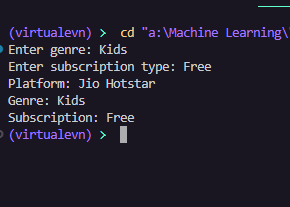 (virtualevn) > cd "a:\Machine Learning\
Enter genre: Kids
Enter subscription type: Free
Platform: Jio Hotstar
Genre: Kids
Subscription: Free
(virtualevn) >